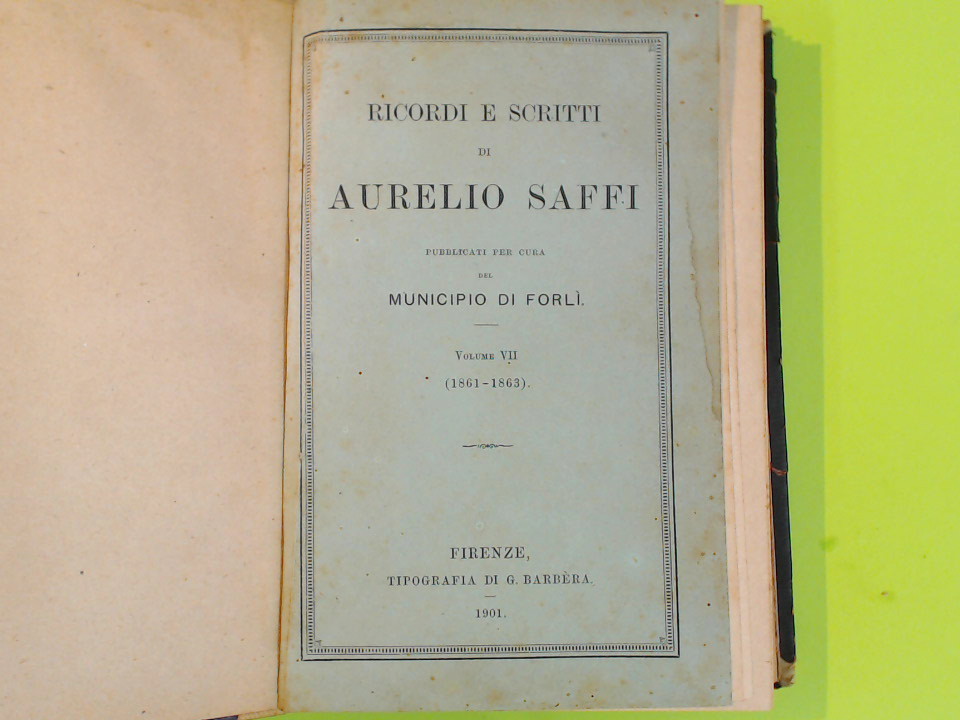 RICORDI E SCRITTI
DI
AURELIO SAFFI
PUBBLICATI PER CURA
DEL
MUNICIPIO DI FORLÌ.
VOLUME VII
(1861-1863).
FIRENZE,
TIPOGRAFIA DI G. BARBÈRA.
1901.